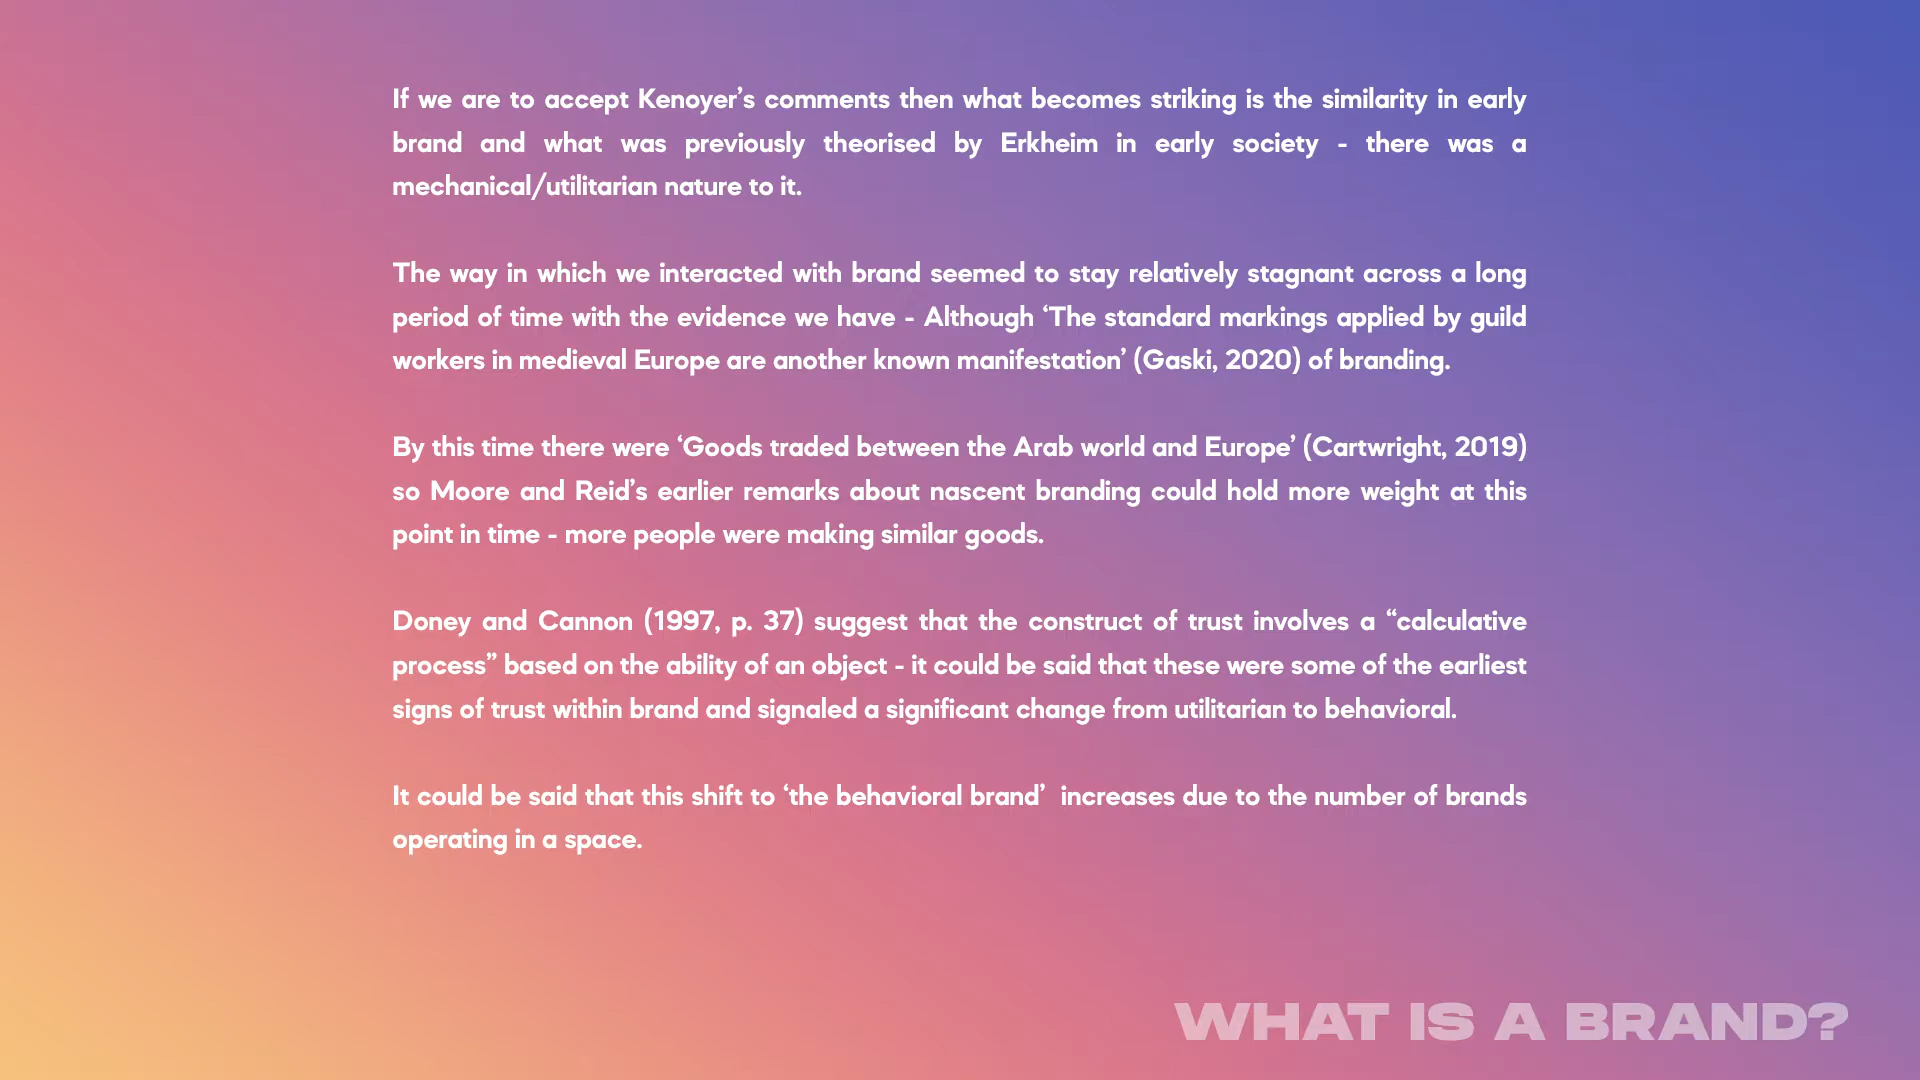 If we are to accept Kenoyer’s comments then what becomes striking is the similarity in early
brand and what was previously theorised by Erkheim in early society - there was a
mechanical/utilitarian nature to it.
The way in which we interacted with brand seemed to stay relatively stagnant across a long
period of time with the evidence we have - Although ‘The standard markings applied by guild
workers in medieval Europe are another known manifestation’ (Gaski, 2020) of branding.
By this time there were ‘Goods traded between the Arab world and Europe’ (Cartwright, 2019)
so Moore and Reid’s earlier remarks about nascent branding could hold more weight at this
point in time - more people were making similar goods.
Doney and Cannon (1997, p. 37) suggest that the construct of trust involves a “calculative
process” based on the ability of an object - it could be said that these were some of the earliest
signs of trust within brand and signaled a significant change from utilitarian to behavioral.
It could be said that this shift to ‘the behavioral brand’  increases due to the number of brands
operating in a space.
WHAT IS A BRAND?